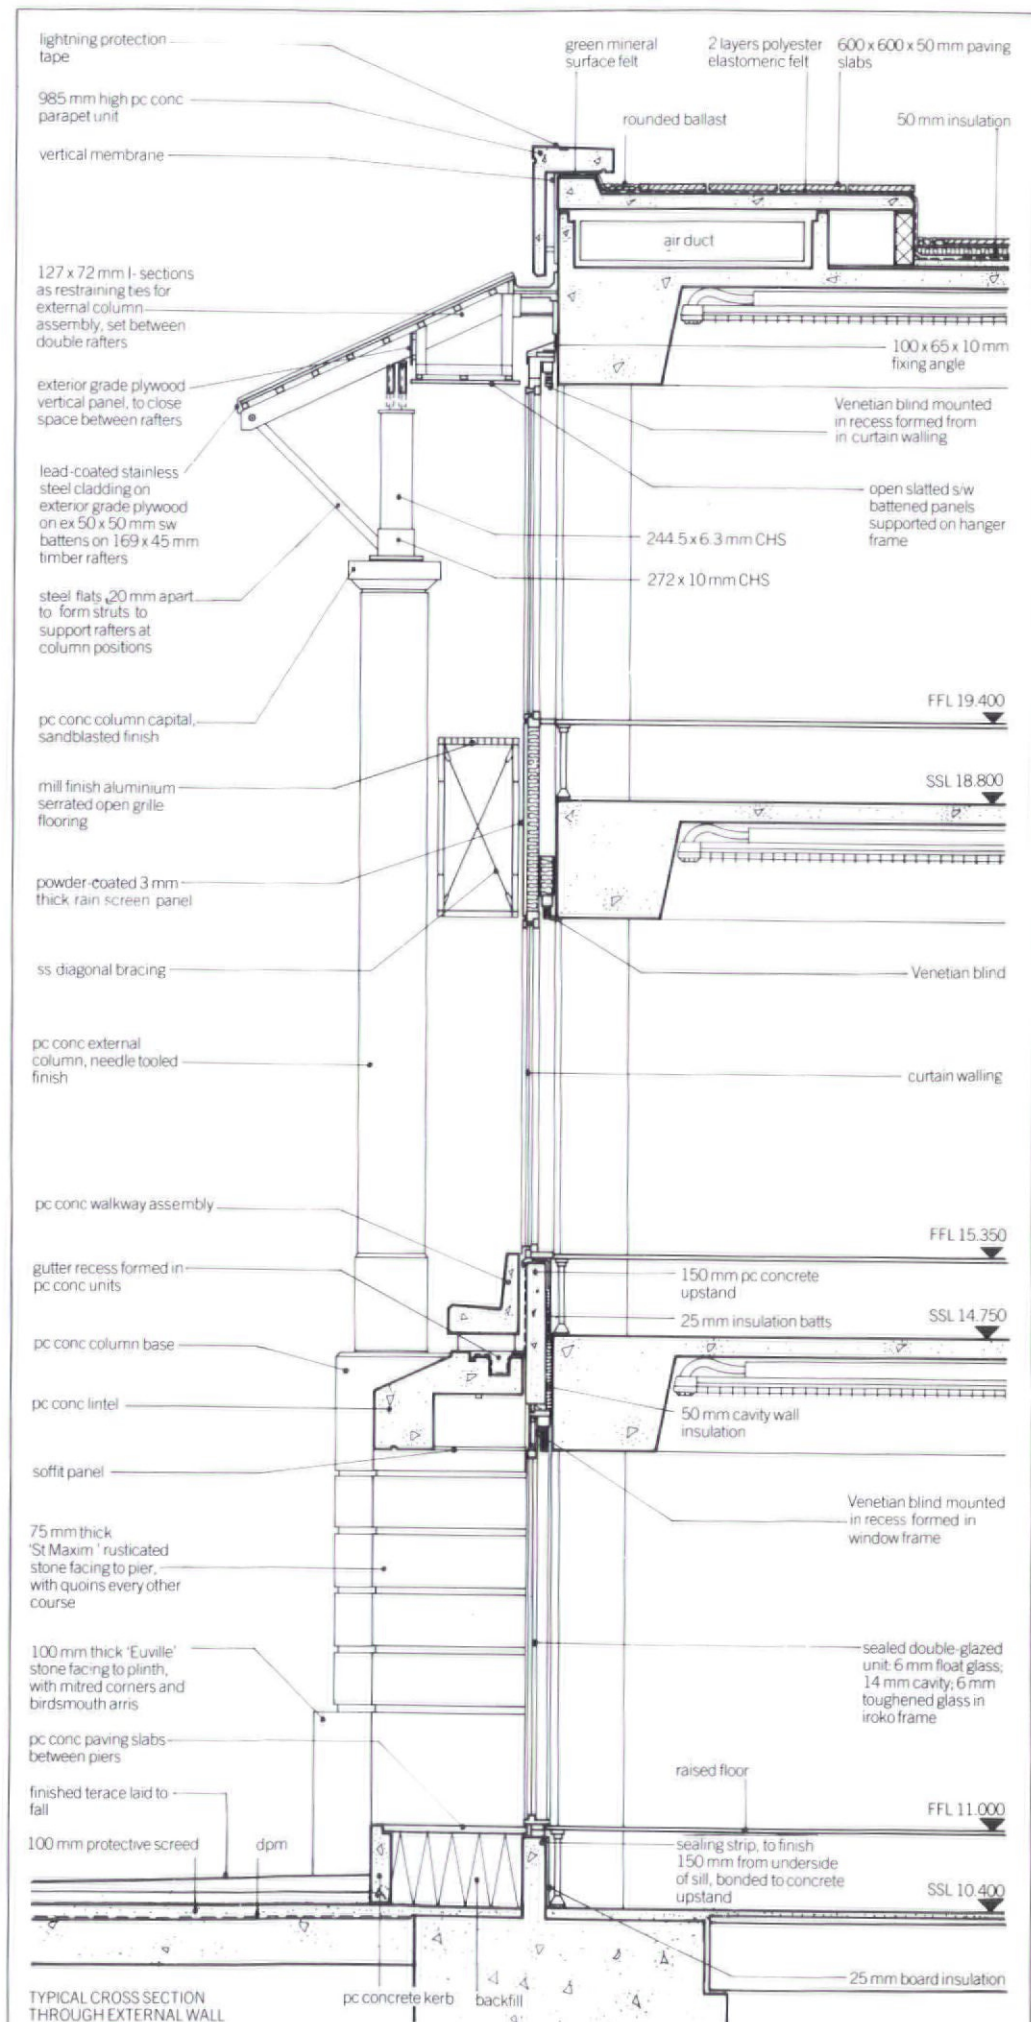 lightning protection
tape
green mineral
surface felt
2 layers polyester
elastomeric felt
600 x 600 x 50 mm paving
slabs
985 mm high pc conc
parapet unit
rounded ballast
50 mm insulation
vertical membrane
air duct
127 x 72 mm I- sections
as restraining ties for
external column
assembly, set between
double rafters
100 x 65 x 10 mm
fixing angle
exterior grade plywood
vertical panel, to close
space between rafters
Venetian blind mounted
in recess formed from
in curtain walling
lead-coated stainless
steel cladding on
exterior grade plywood
on ex 50 x 50 mm sw
battens on 169 x 45 mm
timber rafters
open slatted s/w
battened panels
supported on hanger
frame
244.5 x 6.3 mm CHS
272 x 10 mm CHS
steel flats, 20 mm apart
to form struts to
support rafters at
column positions
FFL 19.400
pc conc column capital,
sandblasted finish
SSL 18.800
mill finish aluminium
serrated open grille
flooring
powder-coated 3 mm
thick rain screen panel
ss diagonal bracing
Venetian blind
pc conc external
column, needle tooled
finish
curtain walling
pc conc walkway assembly
FFL 15.350
gutter recess formed in
pc conc units
150 mm pc concrete
upstand
25 mm insulation batts
SSL 14.750
pc conc column base
pc conc lintel
50 mm cavity wall
insulation
soffit panel
Venetian blind mounted
in recess formed in
window frame
75 mm thick
'St Maxim' rusticated
stone facing to pier,
with quoins every other
course
100 mm thick 'Euville'
stone facing to plinth,
with mitred corners and
birdsmouth arris
sealed double-glazed
unit: 6 mm float glass;
14 mm cavity; 6 mm
toughened glass in
iroko frame
pc conc paving slabs
between piers
raised floor
finished terace laid to
fall
FFL 11.000
100 mm protective screed
dpm
sealing strip, to finish
150 mm from underside
of sill, bonded to concrete
upstand
SSL 10.400
25 mm board insulation
pc concrete kerb
backfill
TYPICAL CROSS SECTION
THROUGH EXTERNAL WALL